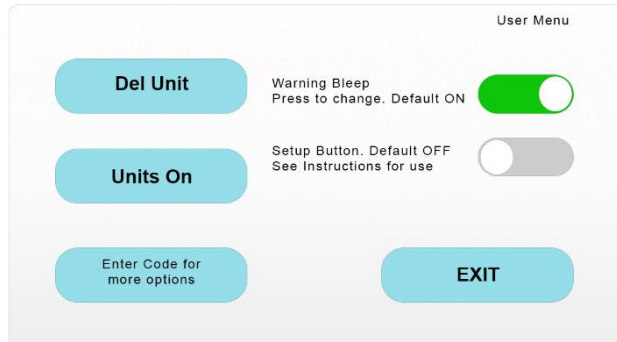 User Menu
Del Unit
Warning Bleep
Press to change. Default ON
Setup Button. Default OFF
See Instructions for use
Units On
Enter Code for
more options
EXIT